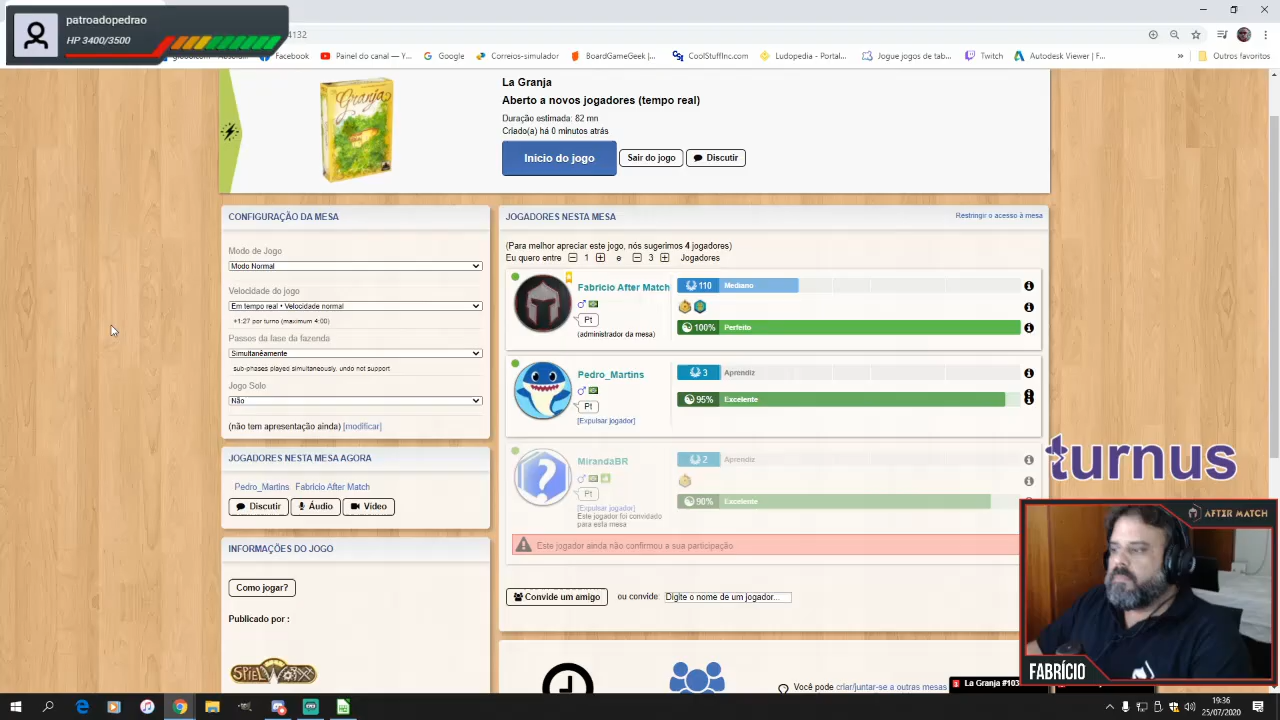 patroadopedrao
HP 3400/3500
4132
Facebook
Painel do canal — Y...
Google
Correios-simulador
BoardGameGeek |...
CoolStuffInc.com
Ludopedia - Portal...
Jogue jogos de tab...
Twitch
Autodesk Viewer | F...
»
Outros favoritos
La Granja
Aberto a novos jogadores (tempo real)
Duração estimada: 82 mn
Criado(a) há 0 minutos atrás
Início do jogo
Sair do jogo
Discutir
Granja
CONFIGURAÇÃO DA MESA
Modo de Jogo
Modo Normal
Velocidade do jogo
Em tempo real • Velocidade normal
+1:27 por turno (maximum 4:00)
Passos da fase da fazenda
Simultânêamente
sub-phases played simultaneously, undo not support
Jogo Solo
Não
(não tem apresentação ainda) [modificar]
JOGADORES NESTA MESA AGORA
Pedro_Martins Fabricio After Match
Discutir
Áudio
Vídeo
INFORMAÇÕES DO JOGO
Como jogar?
Publicado por :
SPIELWORXX
JOGADORES NESTA MESA
Restringir o acesso à mesa
(Para melhor apreciar este jogo, nós sugerimos 4 jogadores)
Eu quero entre 1 e 3 Jogadores
Fabricio After Match
Pt
(administrador da mesa)
110 Mediano
100% Perfeito
Pedro_Martins
Pt
[Expulsar jogador]
3 Aprendiz
95% Excelente
MirandaBR
Pt
[Expulsar jogador]
Este jogador foi convidado
para esta mesa
2 Aprendiz
90% Excelente
Este jogador ainda não confirmou a sua participação
Convide um amigo
ou convide:
Digite o nome de um jogador...
Você pode criar/juntar-se a outras mesas
La Granja #103
turnus
AFTER MATCH
FABRÍCIO
19:36
25/07/2020